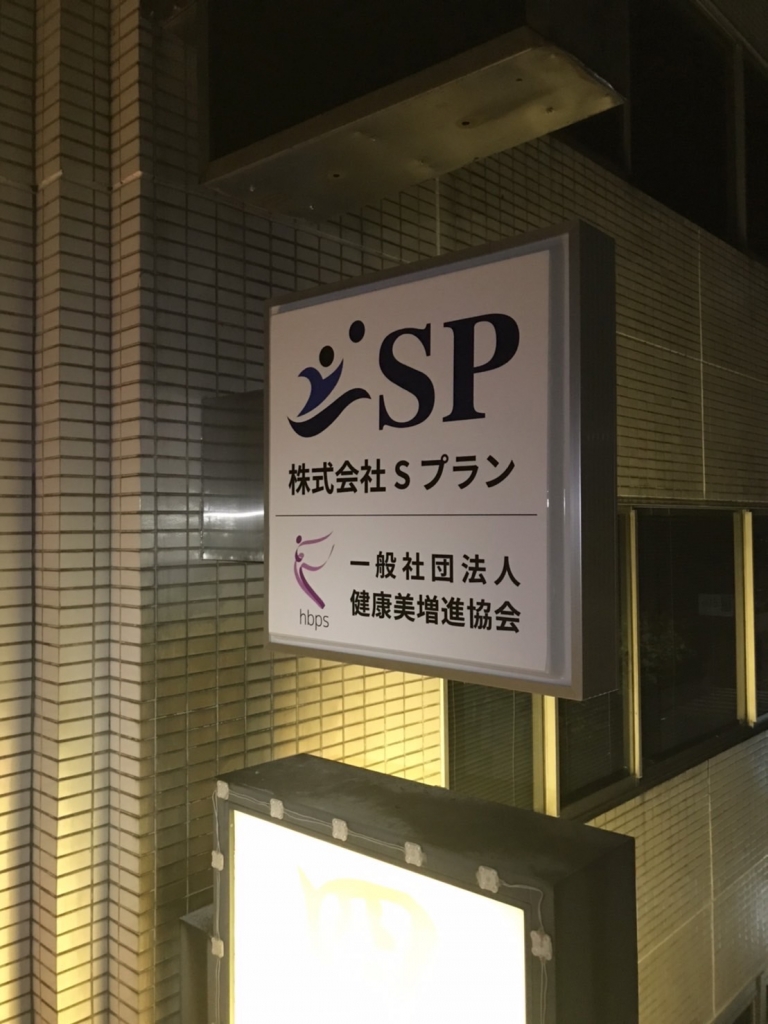 SP
株式会社Sプラン
hbps
一般社団法人
健康美増進協会